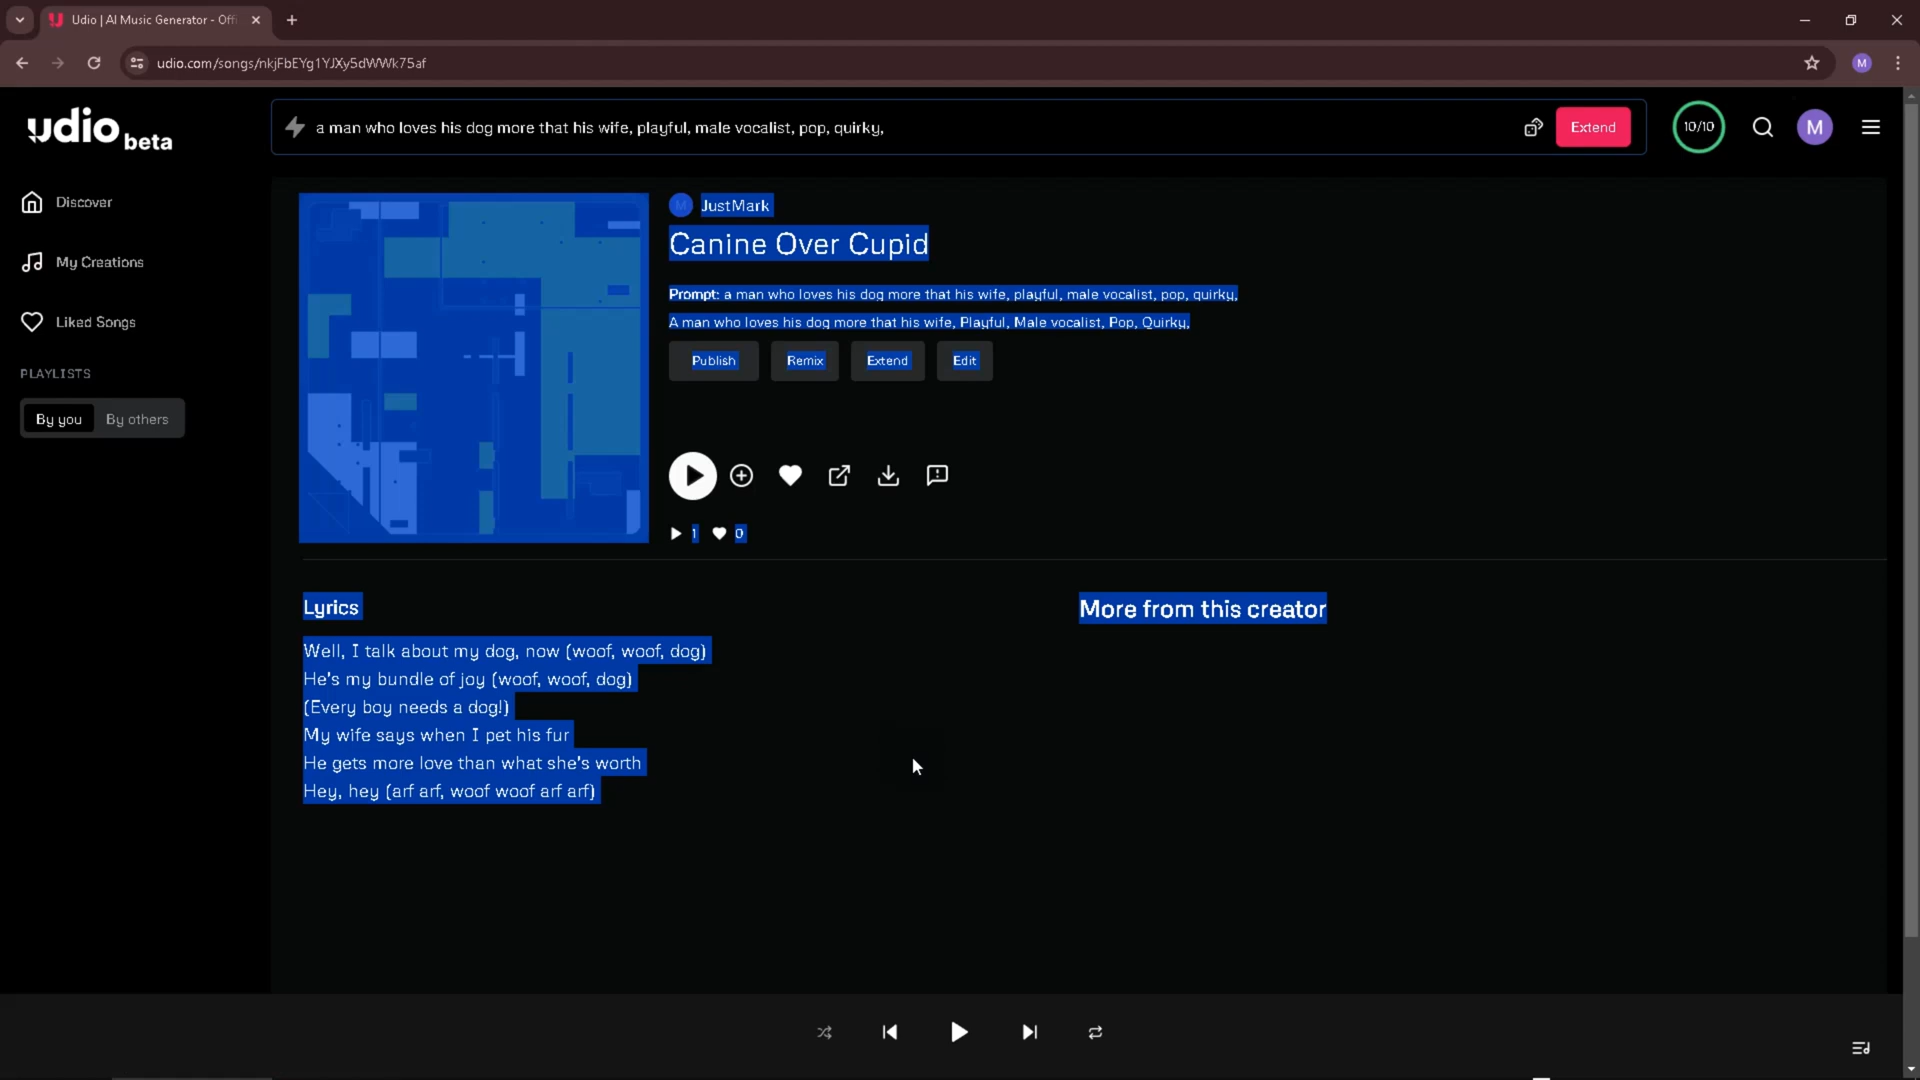 Udio | AI Music Generator - Offi
udio.com/songs/nkjFbEYg1YJXy5dWWk75af
M
udio beta
a man who loves his dog more that his wife, playful, male vocalist, pop, quirky,
Extend
10/10
M
Discover
My Creations
Liked Songs
PLAYLISTS
By you
By others
M
JustMark
Canine Over Cupid
Prompt: a man who loves his dog more that his wife, playful, male vocalist, pop, quirky,
A man who loves his dog more that his wife, Playful, Male vocalist, Pop, Quirky,
Publish
Remix
Extend
Edit
1
0
Lyrics
Well, I talk about my dog, now (woof, woof, dog)
He's my bundle of joy (woof, woof, dog)
(Every boy needs a dog!)
My wife says when I pet his fur
He gets more love than what she's worth
Hey, hey (arf arf, woof woof arf arf)
More from this creator